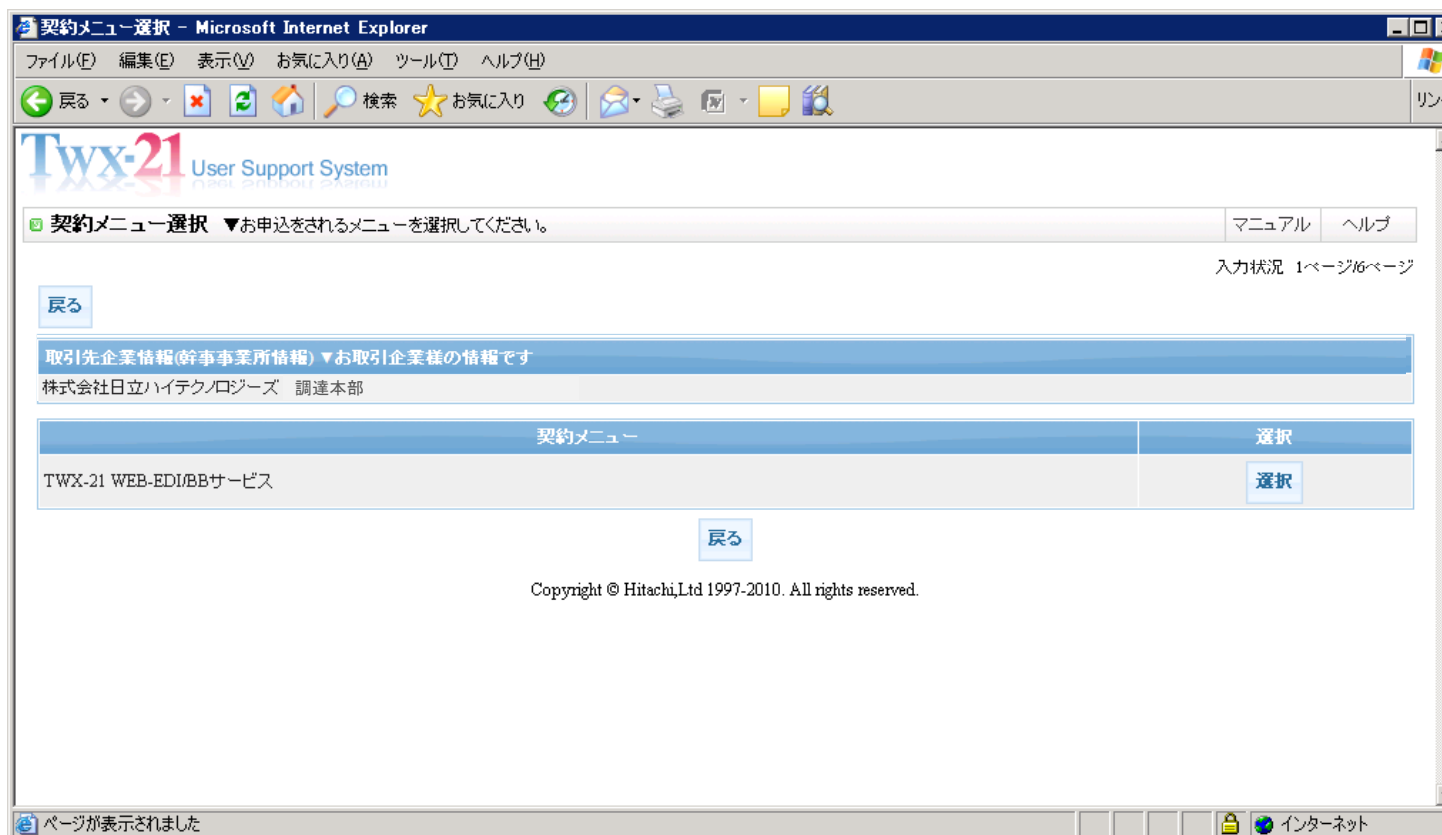 契約メニュー選択 - Microsoft Internet Explorer
ファイル(F) 編集(E) 表示(V) お気に入り(A) ツール(T) ヘルプ(H)
戻る 検索 お気に入り リン
Twx-21 User Support System
契約メニュー選択 ▼お申込をされるメニューを選択してください。 マニュアル ヘルプ
入力状況 1ページ/6ページ
戻る
取引先企業情報(幹事事業所情報) ▼お取引企業様の情報です
株式会社日立ハイテクノロジーズ 調達本部
契約メニュー 選択
TWX-21 WEB-EDI/BBサービス 選択
戻る
Copyright © Hitachi,Ltd 1997-2010. All rights reserved.
ページが表示されました インターネット